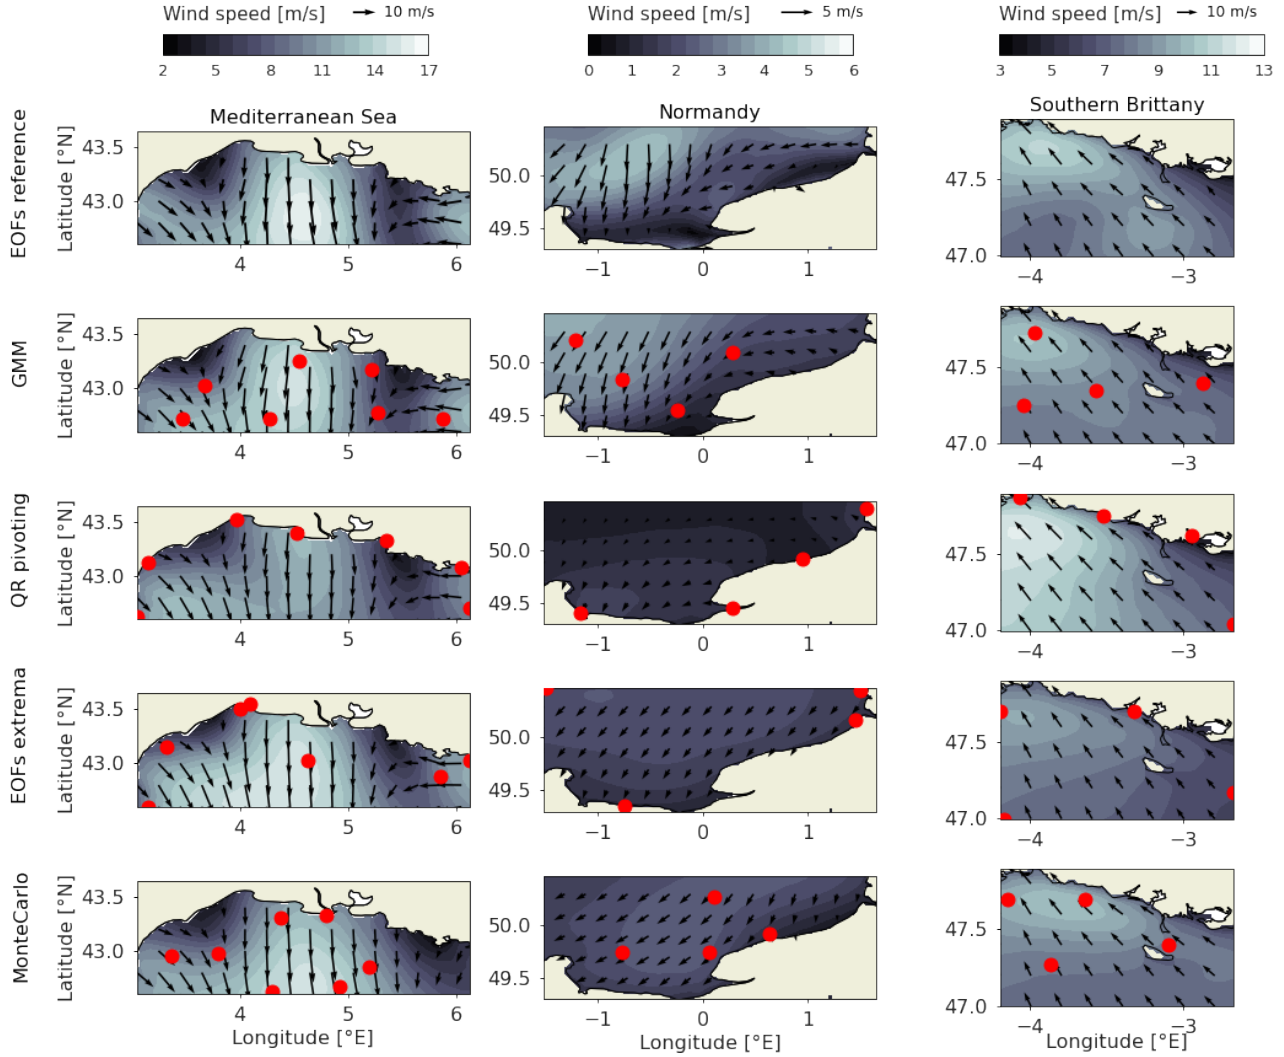 Wind speed [m/s] 10 m/s
2 5 8 11 14 17
Wind speed [m/s] 5 m/s
0 1 2 3 4 5 6
Wind speed [m/s] 10 m/s
3 5 7 9 11 13
Mediterranean Sea
Normandy
Southern Brittany
EOFs reference
Latitude [°N]
43.5
43.0
4 5 6
50.0
49.5
−1 0 1
47.5
47.0
−4 −3
GMM
Latitude [°N]
43.5
43.0
4 5 6
50.0
49.5
−1 0 1
47.5
47.0
−4 −3
QR pivoting
Latitude [°N]
43.5
43.0
4 5 6
50.0
49.5
−1 0 1
47.5
47.0
−4 −3
EOFs extrema
Latitude [°N]
43.5
43.0
4 5 6
50.0
49.5
−1 0 1
47.5
47.0
−4 −3
MonteCarlo
Latitude [°N]
43.5
43.0
4 5 6
Longitude [°E]
50.0
49.5
−1 0 1
Longitude [°E]
47.5
47.0
−4 −3
Longitude [°E]